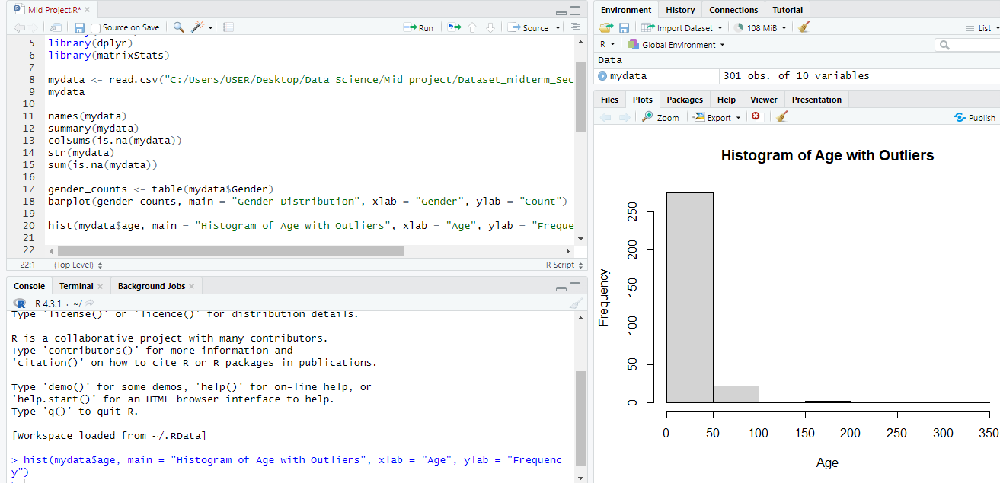 Mid Project.R*
Source on Save
Run
Source
5 library(dplyr)
6 library(matrixStats)
7
8 mydata <- read.csv("C:/Users/USER/Desktop/Data Science/Mid project/Dataset_midterm_Sec
9 mydata
10
11 names(mydata)
12 summary(mydata)
13 colSums(is.na(mydata))
14 str(mydata)
15 sum(is.na(mydata))
16
17 gender_counts <- table(mydata$Gender)
18 barplot(gender_counts, main = "Gender Distribution", xlab = "Gender", ylab = "Count")
19
20 hist(mydata$age, main = "Histogram of Age with Outliers", xlab = "Age", ylab = "Freque
21
22
22:1 (Top Level) R Script
Console Terminal Background Jobs
R R 4.3.1 · ~/
Type 'license()' or 'licence()' for distribution details.
R is a collaborative project with many contributors.
Type 'contributors()' for more information and
'citation()' on how to cite R or R packages in publications.
Type 'demo()' for some demos, 'help()' for on-line help, or
'help.start()' for an HTML browser interface to help.
Type 'q()' to quit R.
[Workspace loaded from ~/.RData]
> hist(mydata$age, main = "Histogram of Age with Outliers", xlab = "Age", ylab = "Frequenc
y")
>
Environment History Connections Tutorial
Import Dataset 108 MiB List
R Global Environment
Data
mydata 301 obs. of 10 variables
Files Plots Packages Help Viewer Presentation
Zoom Export Publish
Histogram of Age with Outliers
Frequency
250
200
150
100
50
0
0 50 100 150 200 250 300 350
Age